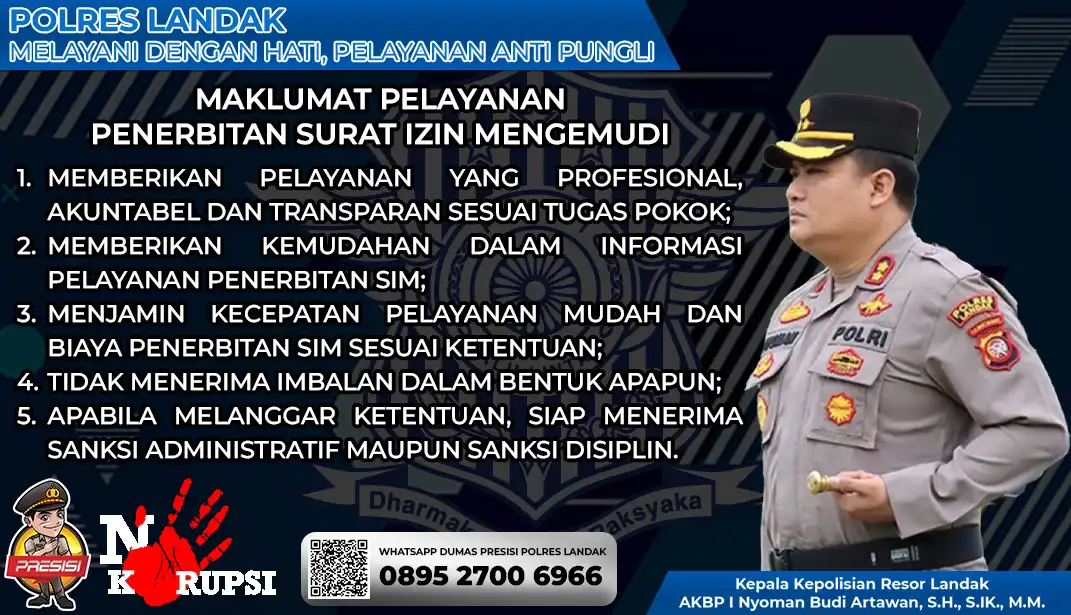 POLRES LANDAK
MELAYANI DENGAN HATI, PELAYANAN ANTI PUNGLI
MAKLUMAT PELAYANAN
PENERBITAN SURAT IZIN MENGEMUDI
1. MEMBERIKAN PELAYANAN YANG PROFESIONAL,
AKUNTABEL DAN TRANSPARAN SESUAI TUGAS POKOK;
2. MEMBERIKAN KEMUDAHAN DALAM INFORMASI
PELAYANAN PENERBITAN SIM;
3. MENJAMIN KECEPATAN PELAYANAN MUDAH DAN
BIAYA PENERBITAN SIM SESUAI KETENTUAN;
4. TIDAK MENERIMA IMBALAN DALAM BENTUK APAPUN;
5. APABILA MELANGGAR KETENTUAN, SIAP MENERIMA
SANKSI ADMINISTRATIF MAUPUN SANKSI DISIPLIN.
POLRI
POLRES
LANDAK
Dharmak Raksyaka
PRESISI
NO
KORUPSI
WHATSAPP DUMAS PRESISI POLRES LANDAK
0895 2700 6966
Kepala Kepolisian Resor Landak
AKBP I Nyoman Budi Artawan, S.H., S.IK., M.M.